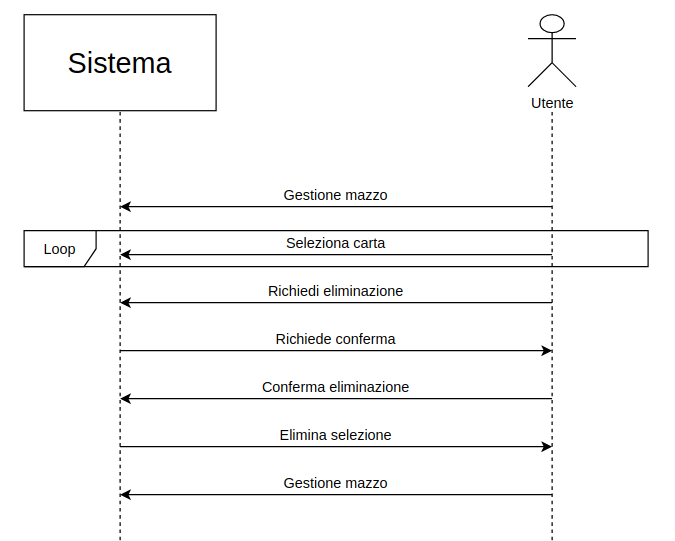 Sistema
Utente
Gestione mazzo
Loop
Seleziona carta
Richiedi eliminazione
Richiede conferma
Conferma eliminazione
Elimina selezione
Gestione mazzo